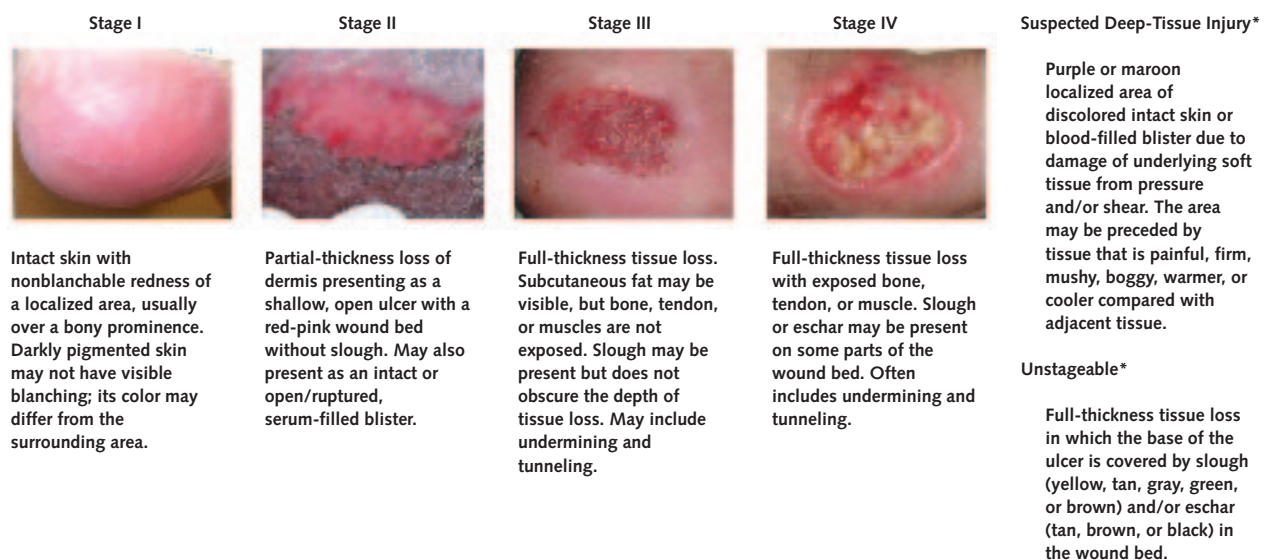 Stage I
Intact skin with
nonblanchable redness of
a localized area, usually
over a bony prominence.
Darkly pigmented skin
may not have visible
blanching; its color may
differ from the
surrounding area.
Stage II
Partial-thickness loss of
dermis presenting as a
shallow, open ulcer with a
red-pink wound bed
without slough. May also
present as an intact or
open/ruptured,
serum-filled blister.
Stage III
Full-thickness tissue loss.
Subcutaneous fat may be
visible, but bone, tendon,
or muscles are not
exposed. Slough may be
present but does not
obscure the depth of
tissue loss. May include
undermining and
tunneling.
Stage IV
Full-thickness tissue loss
with exposed bone,
tendon, or muscle. Slough
or eschar may be present
on some parts of the
wound bed. Often
includes undermining and
tunneling.
Suspected Deep-Tissue Injury*
Purple or maroon
localized area of
discolored intact skin or
blood-filled blister due to
damage of underlying soft
tissue from pressure
and/or shear. The area
may be preceded by
tissue that is painful, firm,
mushy, boggy, warmer, or
cooler compared with
adjacent tissue.
Unstageable*
Full-thickness tissue loss
in which the base of the
ulcer is covered by slough
(yellow, tan, gray, green,
or brown) and/or eschar
(tan, brown, or black) in
the wound bed.